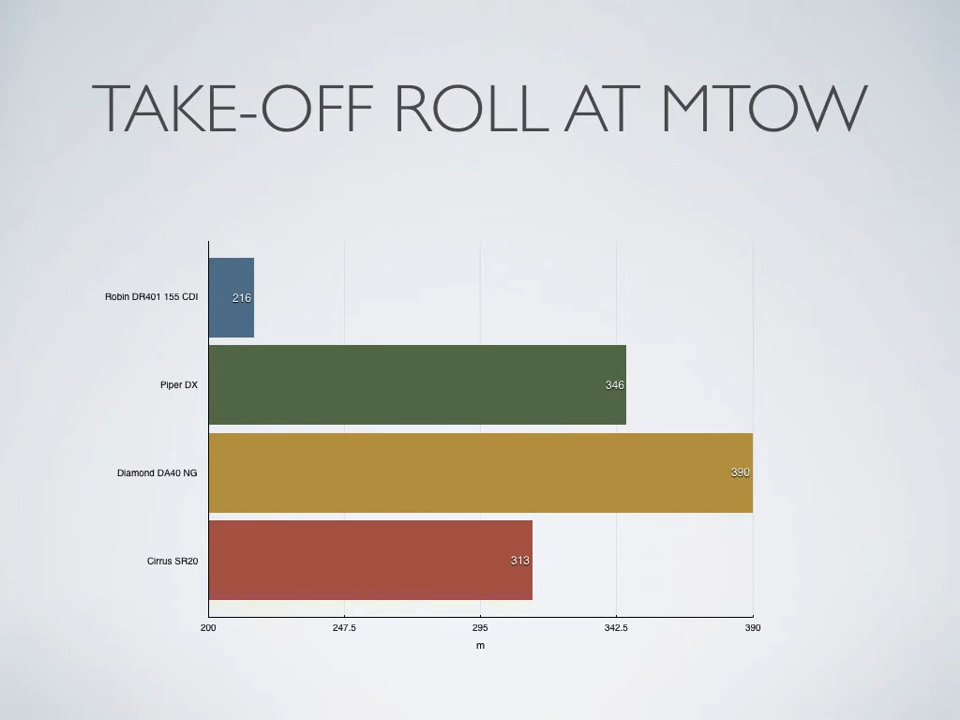 TAKE-OFF ROLL AT MTOW
Robin DR401 155 CDI
216
Piper DX
346
Diamond DA40 NG
390
Cirrus SR20
313
200 247.5 295 342.5 390
m